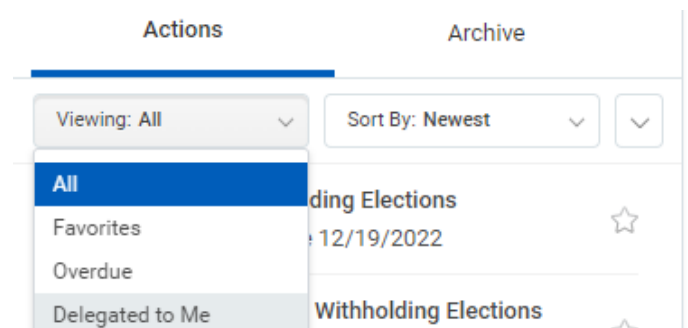 Actions Archive
Viewing: All Sort By: Newest
All
ding Elections
Favorites
12/19/2022
Overdue
Delegated to Me Withholding Elections